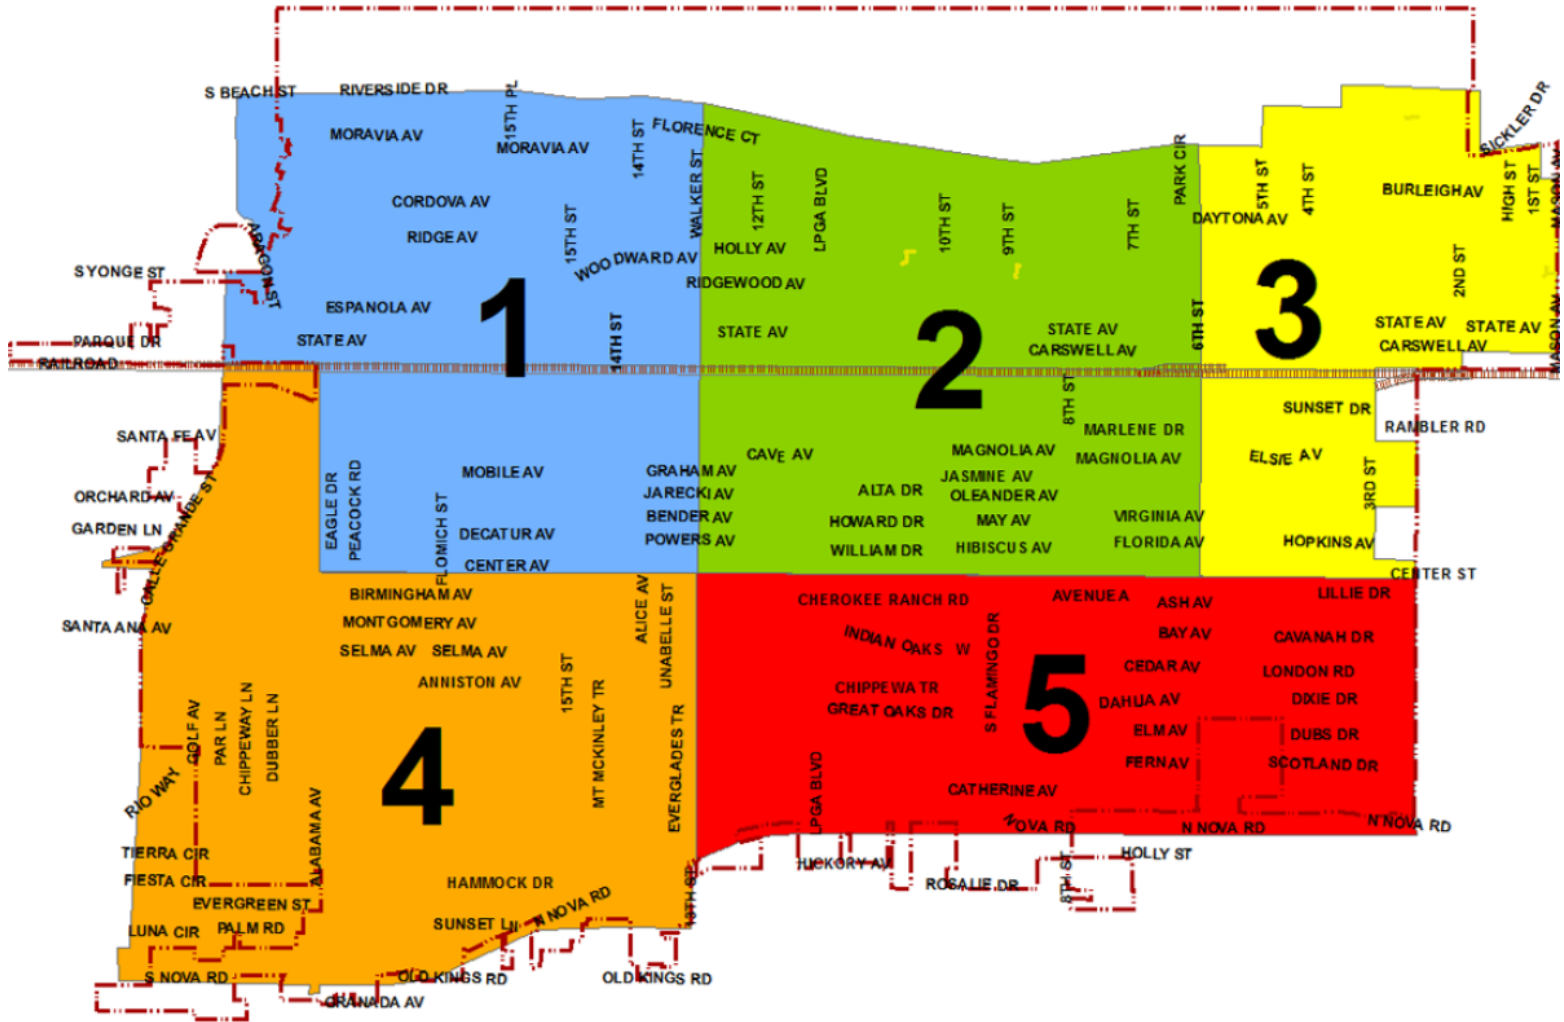 S BEACH ST
RIVERSIDE DR
15TH PL
MORAVIA AV
MORAVIA AV
14TH ST
FLORENCE CT
WALKER ST
CORDOVA AV
RIDGE AV
15TH ST
WOODWARD AV
ARAGON ST
S YONGE ST
ESPANOLA AV
STATE AV
14TH ST
1
PARQUE DR
RAILROAD
12TH ST
LPGA BLVD
10TH ST
9TH ST
7TH ST
PARK CIR
HOLLY AV
RIDGEWOOD AV
STATE AV
STATE AV
CARSWELL AV
6TH ST
2
5TH ST
4TH ST
DAYTONA AV
BURLEIGH AV
SICKLER DR
HIGH ST
1ST ST
MASON AV
2ND ST
3
STATE AV
STATE AV
CARSWELL AV
MASON AV
SANTA FE AV
ORCHARD AV
GARDEN LN
CALLE GRANDE ST
SANTA ANA AV
EAGLE DR
PEACOCK RD
FLOMICH ST
MOBILE AV
DECATUR AV
CENTER AV
GRAHAM AV
JARECKI AV
BENDER AV
POWERS AV
8TH ST
CAVE AV
MARLENE DR
MAGNOLIA AV
MAGNOLIA AV
JASMINE AV
ALTA DR
OLEANDER AV
HOWARD DR
MAY AV
VIRGINIA AV
WILLIAM DR
HIBISCUS AV
FLORIDA AV
SUNSET DR
RAMBLER RD
ELSIE AV
3RD ST
HOPKINS AV
CENTER ST
BIRMINGHAM AV
MONTGOMERY AV
SELMA AV
SELMA AV
ANNISTON AV
ALICE AV
UNABELLE ST
15TH ST
MT MCKINLEY TR
EVERGLADES TR
GOLF AV
PAR LN
CHIPPEWAY LN
DUBBER LN
RIO WAY
ALABAMA AV
4
TIERRA CIR
FIESTA CIR
EVERGREEN ST
LUNA CIR
PALM RD
HAMMOCK DR
SUNSET LN
N NOVA RD
13TH ST
S NOVA RD
OLD KINGS RD
OLD KINGS RD
GRANADA AV
CHEROKEE RANCH RD
AVENUE A
ASH AV
LILLIE DR
INDIAN OAKS W
S FLAMINGO DR
BAY AV
CAVANAH DR
CEDAR AV
LONDON RD
CHIPPEWA TR
GREAT OAKS DR
DAHLIA AV
DIXIE DR
5
ELM AV
DUBS DR
FERN AV
SCOTLAND DR
LPGA BLVD
CATHERINE AV
NOVA RD
N NOVA RD
N NOVA RD
HICKORY AV
ROSALIE DR
8TH ST
HOLLY ST